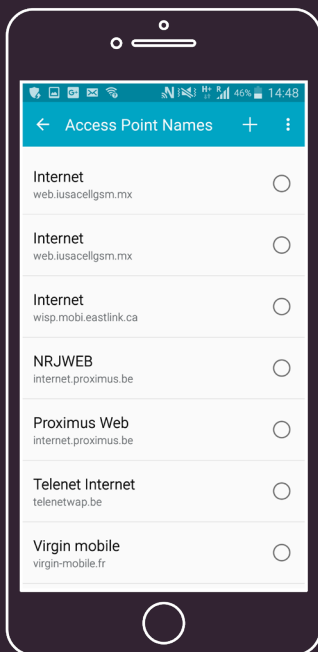 46% 14:48
Access Point Names
Internet
web.iusacellgsm.mx
Internet
web.iusacellgsm.mx
Internet
wisp.mobi.eastlink.ca
NRJWEB
internet.proximus.be
Proximus Web
internet.proximus.be
Telenet Internet
telenetwap.be
Virgin mobile
virgin-mobile.fr